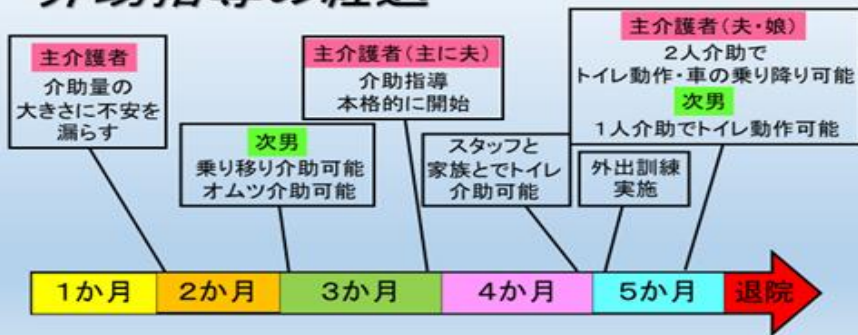 介助指導の経過
主介護者
介助量の
大きさに不安を
漏らす
次男
乗り移り介助可能
オムツ介助可能
主介護者(主に夫)
介助指導
本格的に開始
スタッフと
家族とでトイレ
介助可能
外出訓練
実施
主介護者(夫・娘)
2人介助で
トイレ動作・車の乗り降り可能
次男
1人介助でトイレ動作可能
1か月
2か月
3か月
4か月
5か月
退院